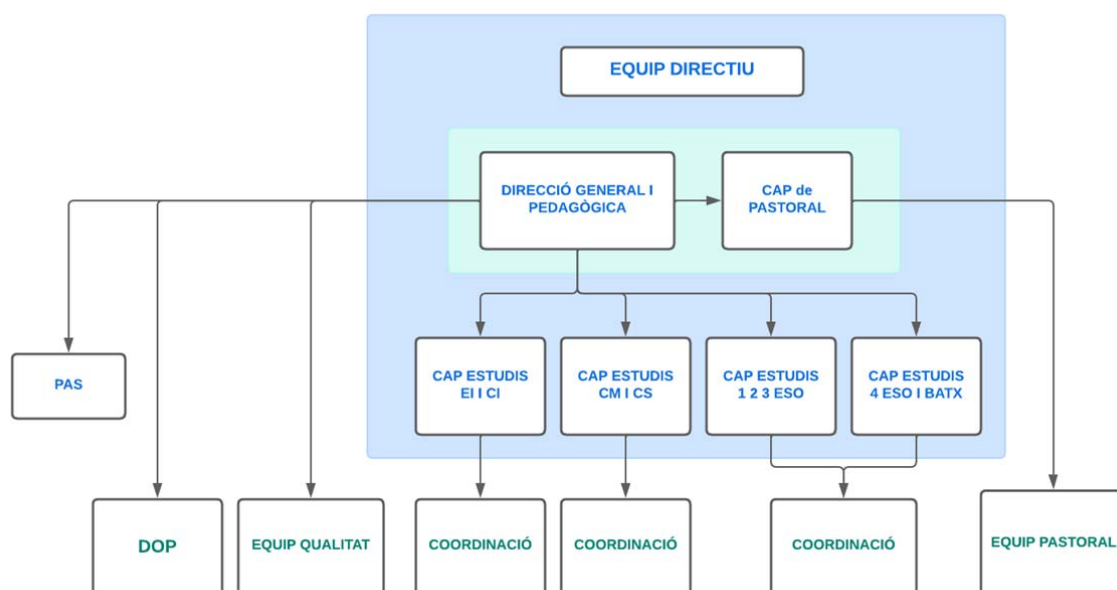 EQUIP DIRECTIU
DIRECCIÓ GENERAL I
PEDAGÒGICA
CAP de
PASTORAL
PAS
CAP ESTUDIS
EI I CI
CAP ESTUDIS
CM I CS
CAP ESTUDIS
1 2 3 ESO
CAP ESTUDIS
4 ESO I BATX
DOP
EQUIP QUALITAT
COORDINACIÓ
COORDINACIÓ
COORDINACIÓ
EQUIP PASTORAL